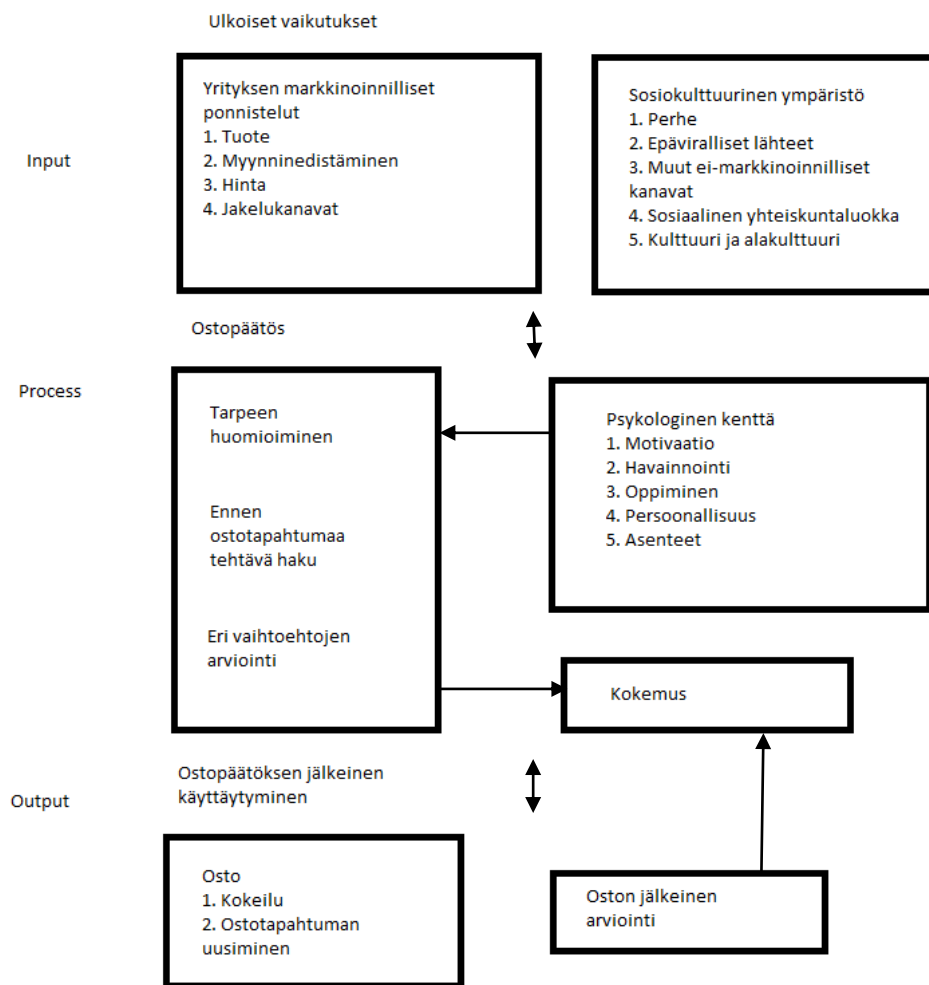 Ulkoiset vaikutukset
Input
Yrityksen markkinoinnilliset
ponnistelut
1. Tuote
2. Myynninedistäminen
3. Hinta
4. Jakelukanavat
Sosiokulttuurinen ympäristö
1. Perhe
2. Epäviralliset lähteet
3. Muut ei-markkinoinnilliset
kanavat
4. Sosiaalinen yhteiskuntaluokka
5. Kulttuuri ja alakulttuuri
Ostopäätös
Process
Tarpeen
huomioiminen
Ennen
ostotapahtumaa
tehtävä haku
Eri vaihtoehtojen
arviointi
Psykologinen kenttä
1. Motivaatio
2. Havainnointi
3. Oppiminen
4. Persoonallisuus
5. Asenteet
Kokemus
Ostopäätöksen jälkeinen
käyttäytyminen
Output
Osto
1. Kokeilu
2. Ostotapahtuman
uusiminen
Oston jälkeinen
arviointi